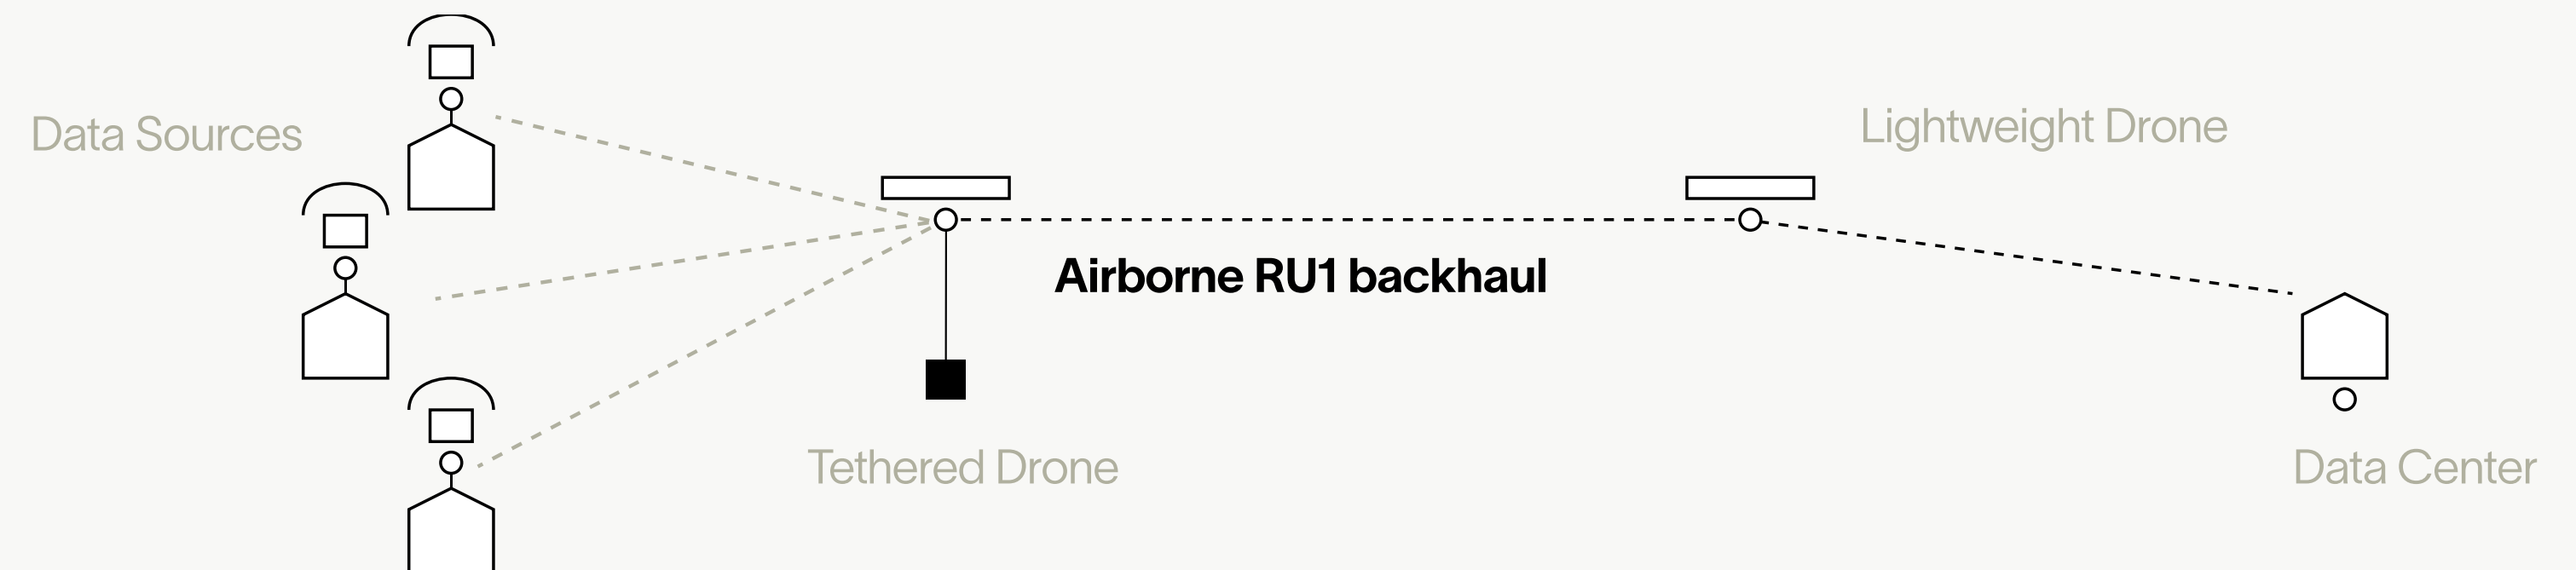 Data Sources
Lightweight Drone
Airborne RU1 backhaul
Tethered Drone
Data Center